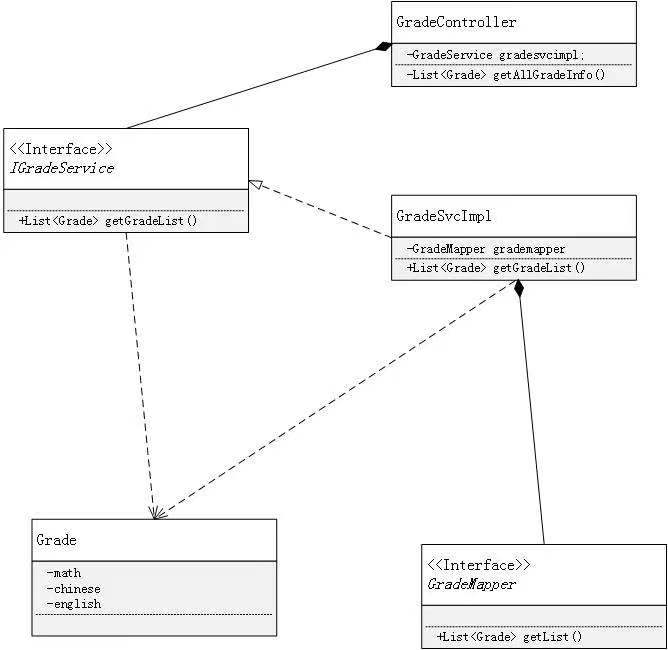 GradeController
-GradeService gradesvcimpl;
-List<Grade> getAllGradeInfo()
<<Interface>>
IGradeService
+List<Grade> getGradeList()
GradeSvcImpl
-GradeMapper grademapper
+List<Grade> getGradeList()
Grade
-math
-chinese
-english
<<Interface>>
GradeMapper
+List<Grade> getList()